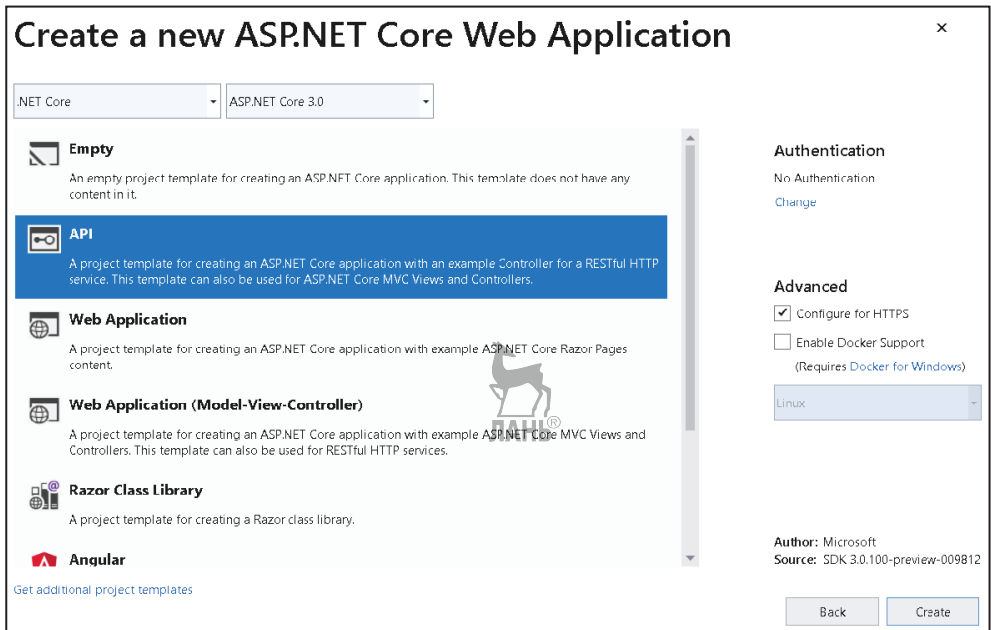 Create a new ASP.NET Core Web Application
.NET Core
ASP.NET Core 3.0
Empty
An empty project template for creating an ASP.NET Core application. This template does not have any
content in it.
API
A project template for creating an ASP.NET Core application with an example Controller for a RESTful HTTP
service. This template can also be used for ASP.NET Core MVC Views and Controllers.
Web Application
A project template for creating an ASP.NET Core application with example ASP.NET Core Razor Pages
content.
Web Application (Model-View-Controller)
A project template for creating an ASP.NET Core application with example ASP.NET Core MVC Views and
Controllers. This template can also be used for RESTful HTTP services.
ЛАНЬ®
Razor Class Library
A project template for creating a Razor class library.
Angular
Get additional project templates
Authentication
No Authentication
Change
Advanced
Configure for HTTPS
Enable Docker Support
(Requires Docker for Windows)
Linux
Author: Microsoft
Source: SDK 3.0.100-preview-009812
Back
Create